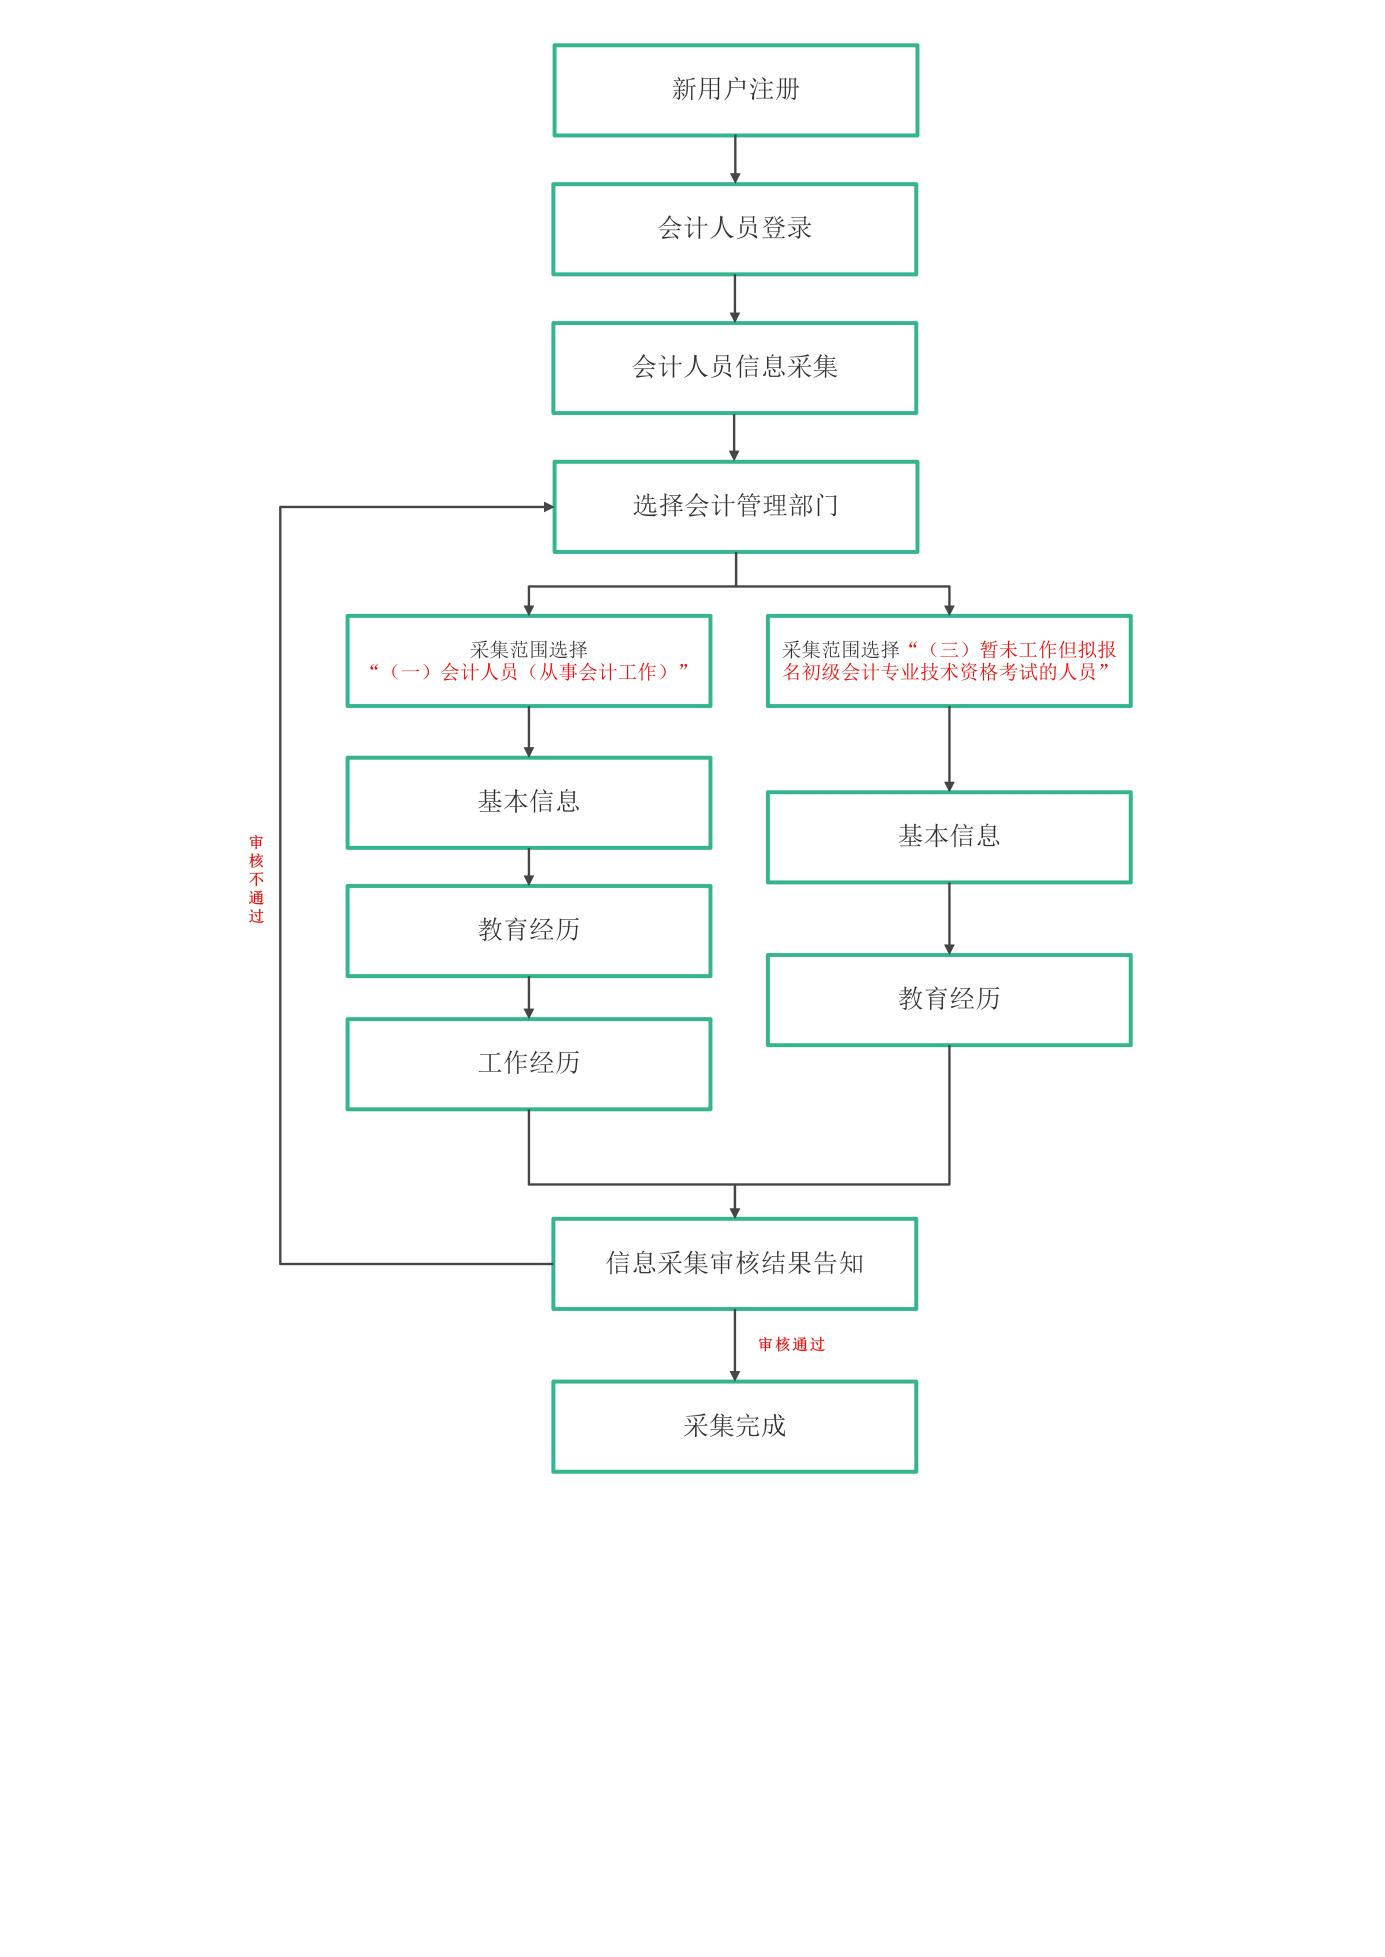 新用户注册
会计人员登录
会计人员信息采集
选择会计管理部门
采集范围选择
“（一）会计人员（从事会计工作）”
采集范围选择“（三）暂未工作但拟报
名初级会计专业技术资格考试的人员”
基本信息
基本信息
教育经历
教育经历
工作经历
审
核
不
通
过
信息采集审核结果告知
审核通过
采集完成